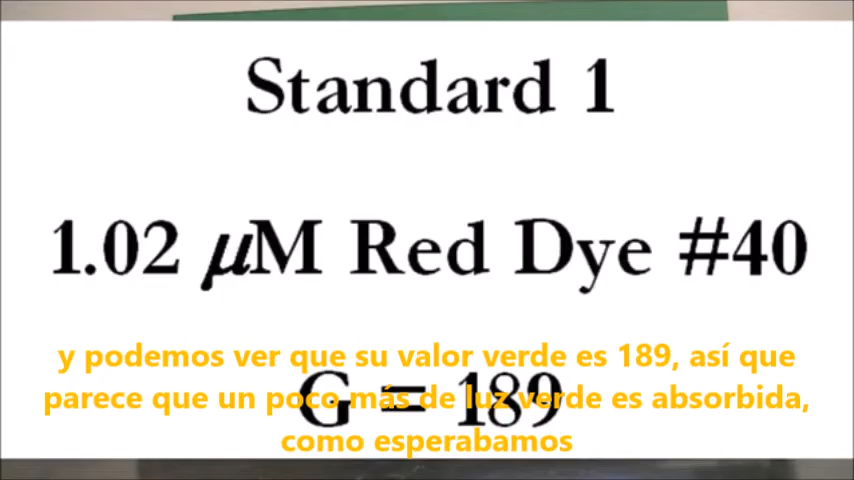 Standard 1
1.02 μM Red Dye #40
G = 189
y podemos ver que su valor verde es 189, así que
parece que un poco más de luz verde es absorbida,
como esperabamos